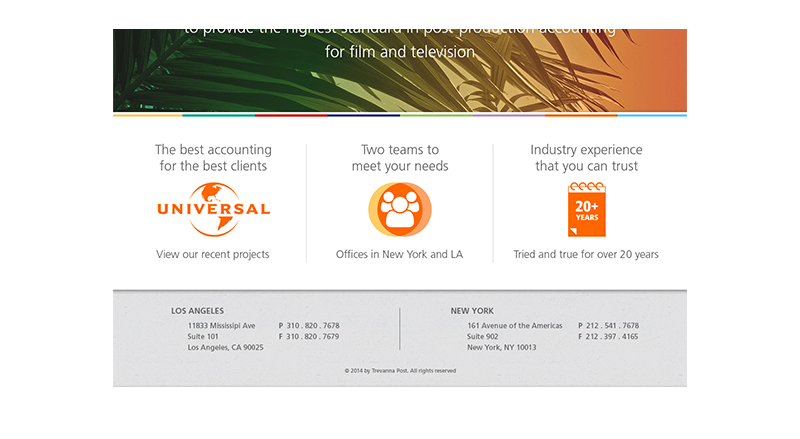 to provide the highest standard in post-production accounting
for film and television
The best accounting
for the best clients
UNIVERSAL
View our recent projects
Two teams to
meet your needs
Offices in New York and LA
Industry experience
that you can trust
20+
YEARS
Tried and true for over 20 years
LOS ANGELES
11833 Missisipi Ave
Suite 101
Los Angeles, CA 90025
P 310 . 820 . 7678
F 310 . 820 . 7679
NEW YORK
161 Avenue of the Americas
Suite 902
New York, NY 10013
P 212 . 541 . 7678
F 212 . 397 . 4165
© 2014 by Trevanna Post. All rights reserved